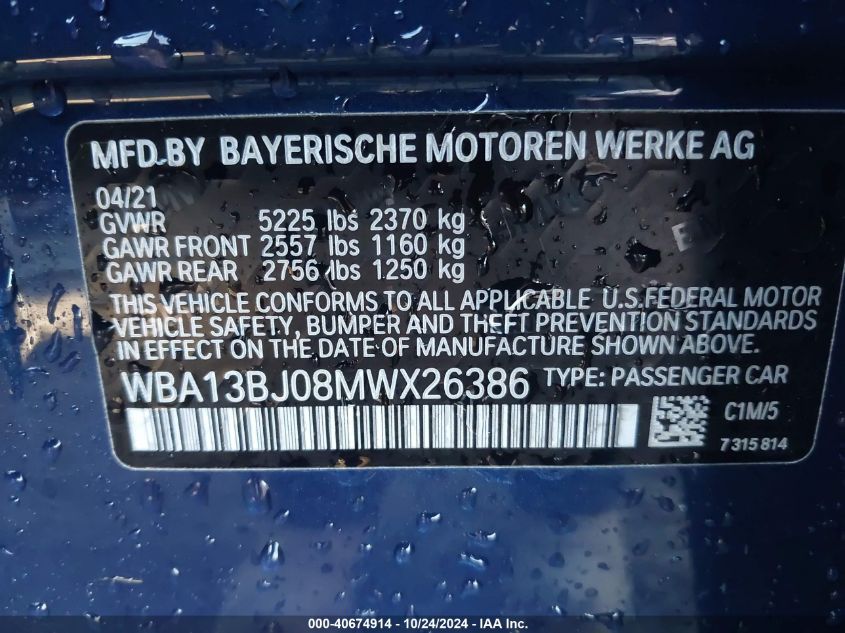 MFD.BY BAYERISCHE MOTOREN WERKE AG
04/21
GVWR 5225 lbs 2370 kg
GAWR FRONT 2557 lbs 1160 kg
GAWR REAR 2756 lbs 1250 kg
THIS VEHICLE CONFORMS TO ALL APPLICABLE U.S.FEDERAL MOTOR
VEHICLE SAFETY, BUMPER AND THEFT PREVENTION STANDARDS
IN EFFECT ON THE DATE OF MANUFACTURE SHOWN ABOVE.
WBA13BJ08MWX26386 TYPE: PASSENGER CAR
C1M/5
7315814
000-40674914 - 10/24/2024 - IAA Inc.